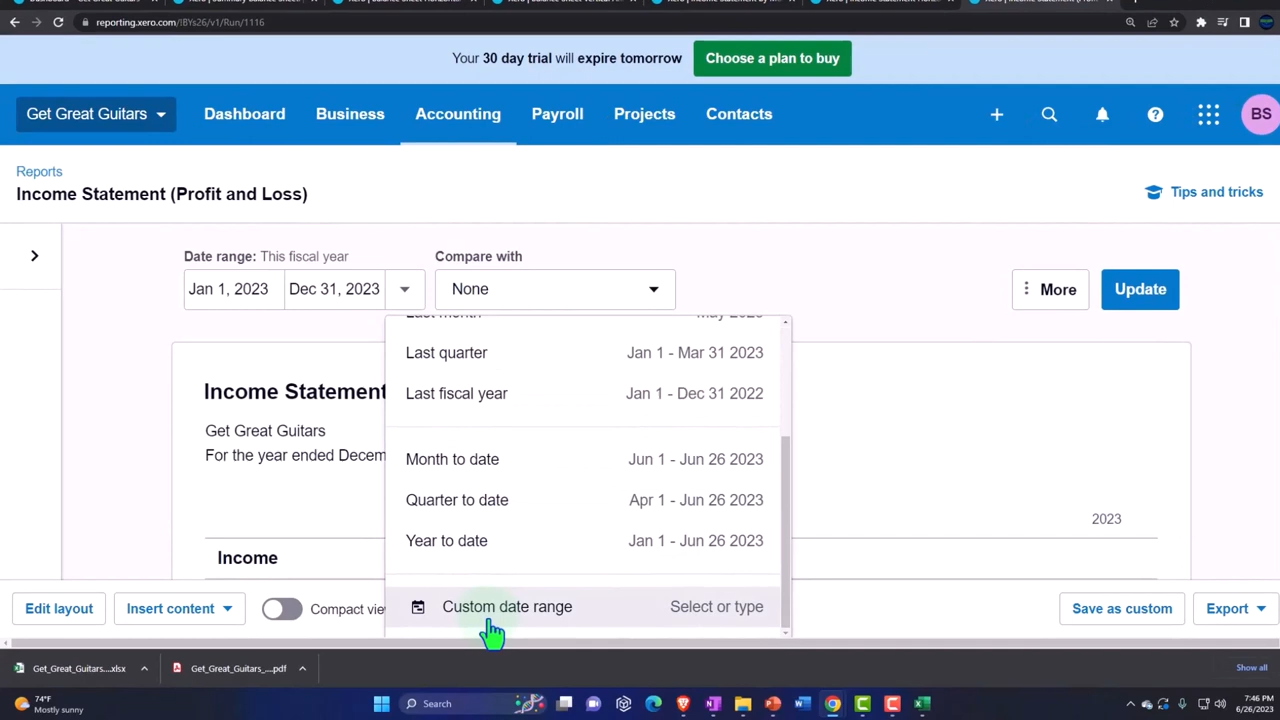 reporting.xero.com/!BYs26/v1/Run/1116
Your 30 day trial will expire tomorrow
Choose a plan to buy
Get Great Guitars
Dashboard
Business
Accounting
Payroll
Projects
Contacts
BS
Reports
Income Statement (Profit and Loss)
Tips and tricks
Date range: This fiscal year
Compare with
Jan 1, 2023
Dec 31, 2023
None
More
Update
Last quarter
Jan 1 - Mar 31 2023
Last fiscal year
Jan 1 - Dec 31 2022
Month to date
Jun 1 - Jun 26 2023
Quarter to date
Apr 1 - Jun 26 2023
Year to date
Jan 1 - Jun 26 2023
Custom date range
Select or type
Income Statement
Get Great Guitars
For the year ended Decem
2023
Income
Edit layout
Insert content
Compact vie
Save as custom
Export
Get_Great_Guitars....xlsx
Get_Great_Guitars_...pdf
Show all
74°F
Mostly sunny
Search
7:46 PM
6/26/2023